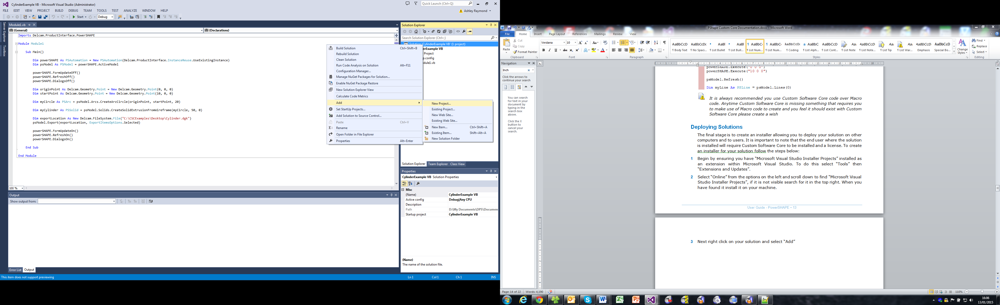 CylinderExample VB - Microsoft Visual Studio (Administrator)
Quick Launch (Ctrl+Q)
FILE EDIT VIEW PROJECT BUILD DEBUG TEAM TOOLS TEST ANALYZE WINDOW HELP
Ashley Raymond
Start
Debug
Server Explorer
Toolbox
Module1.vb
(General)
(Declarations)
Imports Delcam.ProductInterface.PowerSHAPE
Module Module1
Sub Main()
Dim powerSHAPE As PSAutomation = New PSAutomation(Delcam.ProductInterface.InstanceReuse.UseExistingInstance)
Dim psModel As PSModel = powerSHAPE.ActiveModel
powerSHAPE.FormUpdateOff()
powerSHAPE.RefreshOff()
powerSHAPE.DialogsOff()
Dim originPoint As Delcam.Geometry.Point = New Delcam.Geometry.Point(0, 0, 0)
Dim startPoint As Delcam.Geometry.Point = New Delcam.Geometry.Point(10, 0, 0)
Dim myCircle As PSArc = psModel.Arcs.CreateArcCircle(originPoint, startPoint, 20)
Dim myCylinder As PSSolid = psModel.Solids.CreateSolidExtrusionFromWireframe(myCircle, 50, 0)
Dim exportLocation As New Delcam.FileSystem.File("C:\CSCExamples\Desktop\Cylinder.dgk")
psModel.Export(exportLocation, ExportItemsOptions.Selected)
powerSHAPE.FormUpdateOn()
powerSHAPE.RefreshOn()
powerSHAPE.DialogsOn()
End Sub
End Module
100 %
Output
Show output from:
Error List Output
This item does not support previewing
Ln 1 Col 1 Ch 1 INS
Build Solution Ctrl+Shift+B
Rebuild Solution
Clean Solution
Run Code Analysis on Solution Alt+F11
Configuration Manager...
Manage NuGet Packages for Solution...
Enable NuGet Package Restore
New Solution Explorer View
Calculate Code Metrics
Add
Set StartUp Projects...
Add Solution to Source Control...
Paste Ctrl+V
Rename
Open Folder in File Explorer
Properties Alt+Enter
New Project...
Existing Project...
New Web Site...
Existing Web Site...
New Item... Ctrl+Shift+A
Existing Item... Shift+Alt+A
New Solution Folder
Solution Explorer
Search Solution Explorer (Ctrl+;)
Solution 'CylinderExample VB' (1 project)
erExample VB
Project
p.config
dule1.vb
Solution Explorer Team Explorer Class View
Properties
CylinderExample VB Solution Properties
Misc
(Name) CylinderExample VB
Active config Debug|Any CPU
Description
Path D:\My Documents\DPS\Documen
Startup project CylinderExample VB
(Name)
The name of the solution file.
PShape Custom Core Documentation.docx - Microsoft Word
File Home Insert Page Layout References Mailings Review View
Paste
Cut
Copy
Format Painter
Clipboard
Verdana 10
Font
Paragraph
AaBbCcD AaBbCcDc AaBbl AaBbl AaBbC AaBbC AaBbCcDc AaBbC AaBbCcD AaBbCcD
¶ Body Text ¶ No Spaci... ¶ List Bullet ¶ List Bull... ¶ List Num... ¶ List Num... ¶ Coding ¶ List Alph... ¶ List Cont... ¶ List Note ¶ List Note... ¶ List Tip ¶ List War... Emphasis Special Bo...
Styles
Change Styles
Find
Replace
Select
Editing
Navigation
Inch
Click the arrows to
continue your search
You can search
for text in your
document by
typing in the
search box
above.
Click the X
button to
cancel your
search.
powerSHAPE.Execute("0 0 0")
powerSHAPE.Execute("10 0 0")
psModel.Refresh()
Dim myLine As PSLine = psModel.Lines(0)
It is always recommended you use Custom Software Core code over Macro
code. Anytime Custom Software Core is missing something that requires you
to make use of Macro code to create and you feel it should exist with Custom
Software Core please create a wish
Deploying Solutions
The final stage is to create an installer allowing you to deploy your solution on other
computers and to users. It is important to note that the end user where the solution
is installed will require Custom Software Core to be installed and a license. To create
an installer for your solution follow the steps below:
1 Begin by ensuring you have “Microsoft Visual Studio Installer Projects” installed as
an extension within Microsoft Visual Studio. To do this select “Tools” then
“Extensions and Updates”.
2 Select “Online” from the options on the left and scroll down to find “Microsoft Visual
Studio Installer Projects”, if it is not visible search for it in the top right. When you
have found it install it on your machine.
User Guide - PowerSHAPE • 13
3 Next right click on your solution and select “Add”
Page: 14 of 22 Words: 4,190
110%
16:06
13/01/2015